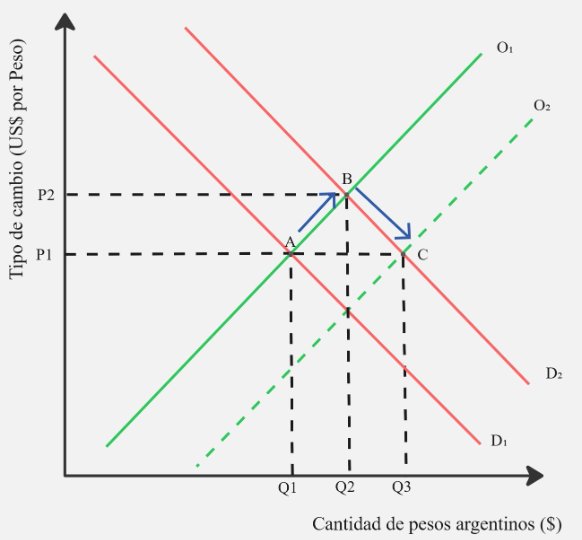 Tipo de cambio (US$ por Peso)
O₁
O₂
B
P2
A
P1
C
D₂
D₁
Q1 Q2 Q3
Cantidad de pesos argentinos ($)